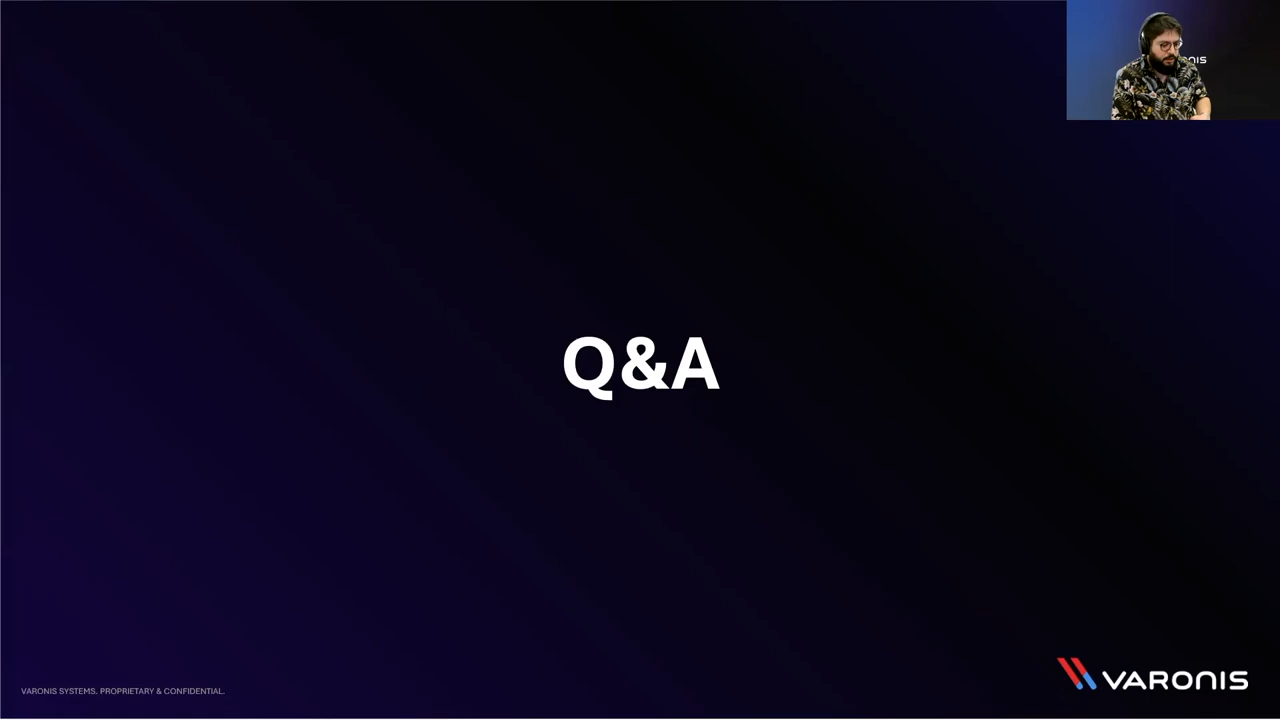 Q&A
VARONIS SYSTEMS. PROPRIETARY & CONFIDENTIAL.
VARONIS